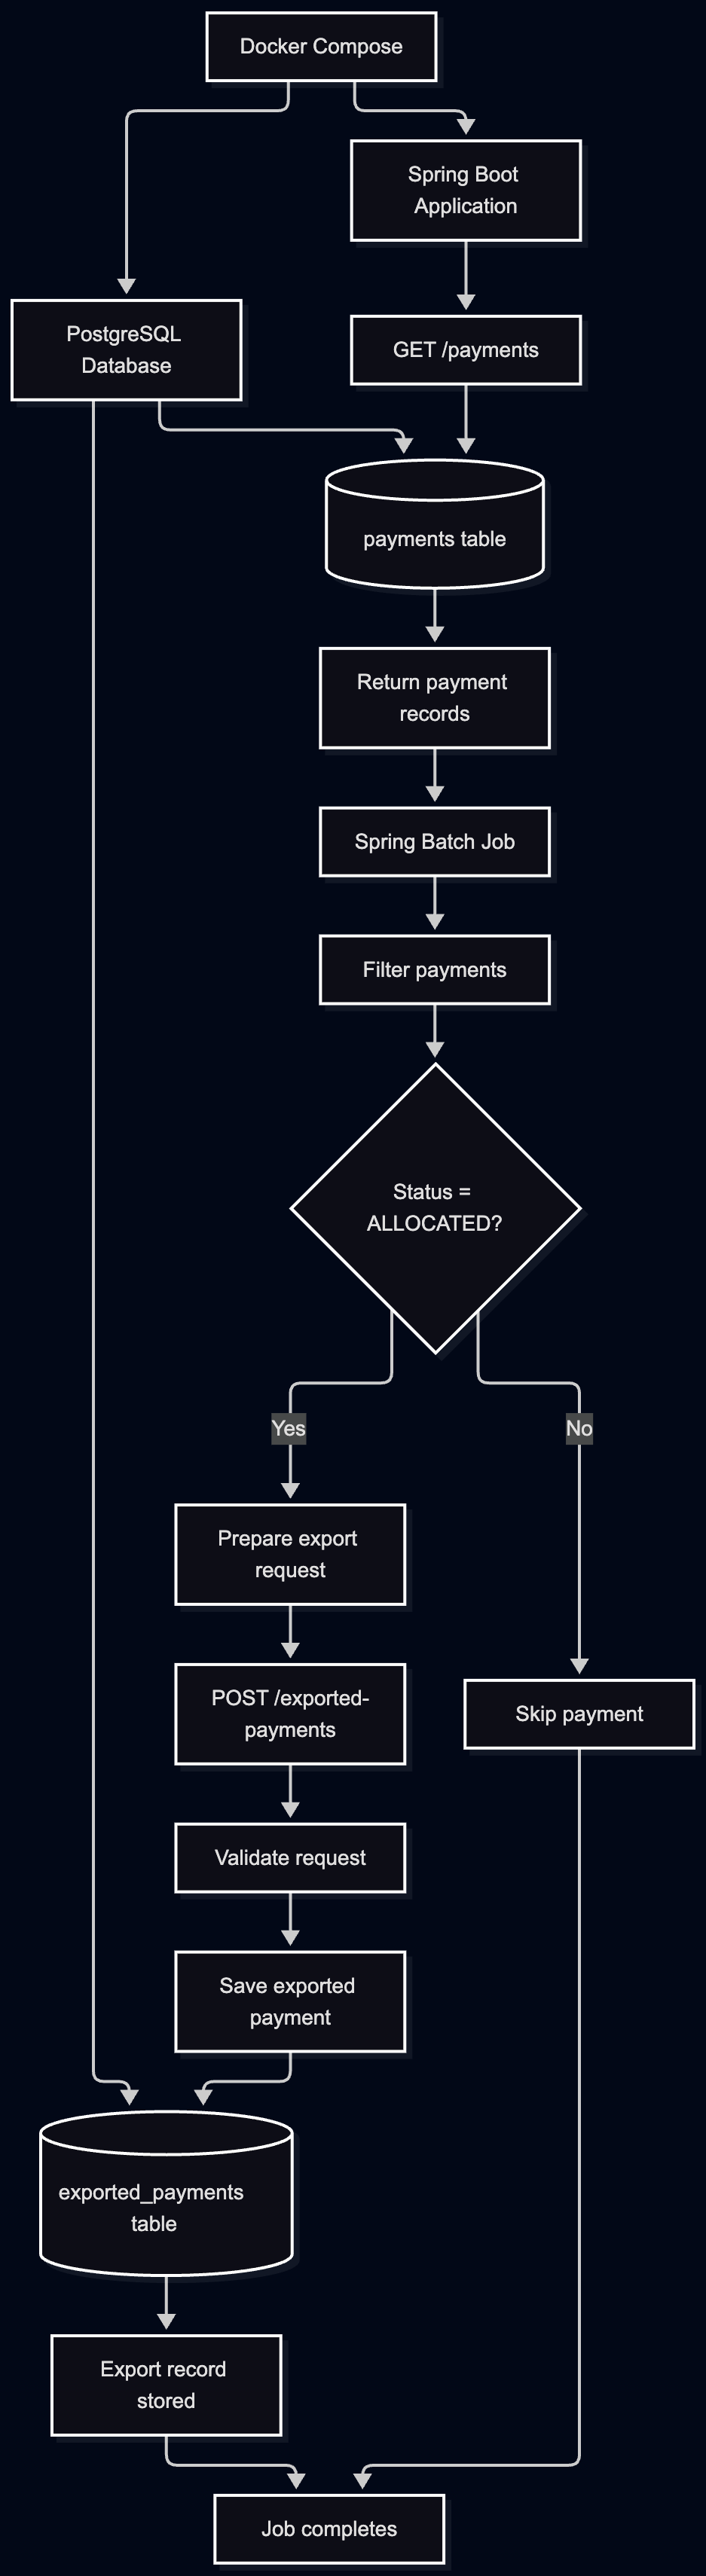 Docker Compose
Spring Boot
Application
PostgreSQL
Database
GET /payments
payments table
Return payment
records
Spring Batch Job
Filter payments
Status =
ALLOCATED?
Yes
No
Prepare export
request
POST /exported-
payments
Skip payment
Validate request
Save exported
payment
exported_payments
table
Export record
stored
Job completes